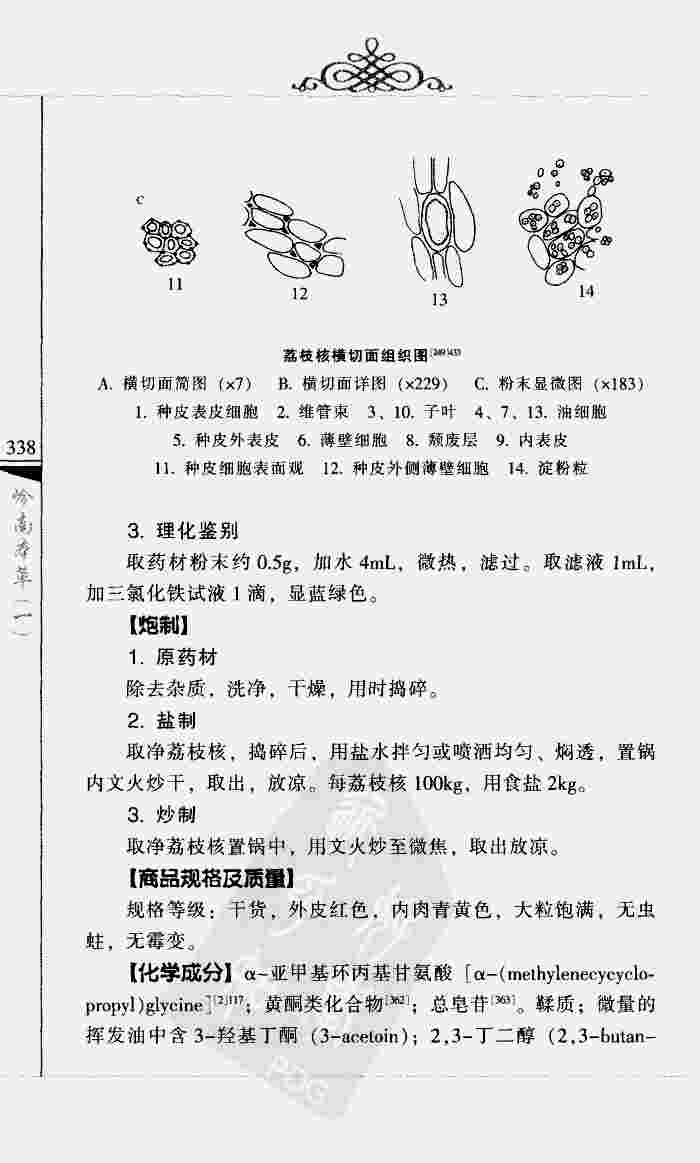 c
11
12
13
14
荔枝核横切面组织图[249]433
A. 横切面简图 (×7) B. 横切面详图 (×229) C. 粉末显微图 (×183)
1. 种皮表皮细胞 2. 维管束 3、10. 子叶 4、7、13. 油细胞
5. 种皮外表皮 6. 薄壁细胞 8. 颓废层 9. 内表皮
11. 种皮细胞表面观 12. 种皮外侧薄壁细胞 14. 淀粉粒
338
岭南本草（一）
3. 理化鉴别
取药材粉末约 0.5g，加水 4mL，微热，滤过。取滤液 1mL，
加三氯化铁试液 1 滴，显蓝绿色。
【炮制】
1. 原药材
除去杂质，洗净，干燥，用时捣碎。
2. 盐制
取净荔枝核，捣碎后，用盐水拌匀或喷洒均匀、焖透，置锅
内文火炒干，取出，放凉。每荔枝核 100kg，用食盐 2kg。
3. 炒制
取净荔枝核置锅中，用文火炒至微焦，取出放凉。
【商品规格及质量】
规格等级：干货，外皮红色，内肉青黄色，大粒饱满，无虫
蛀，无霉变。
【化学成分】α-亚甲基环丙基甘氨酸［α-(methylenecycyclo-
propyl)glycine］[2]117；黄酮类化合物[362]；总皂苷[363]。鞣质；微量的
挥发油中含 3-羟基丁酮（3-acetoin）；2,3-丁二醇（2,3-butan-
PDG